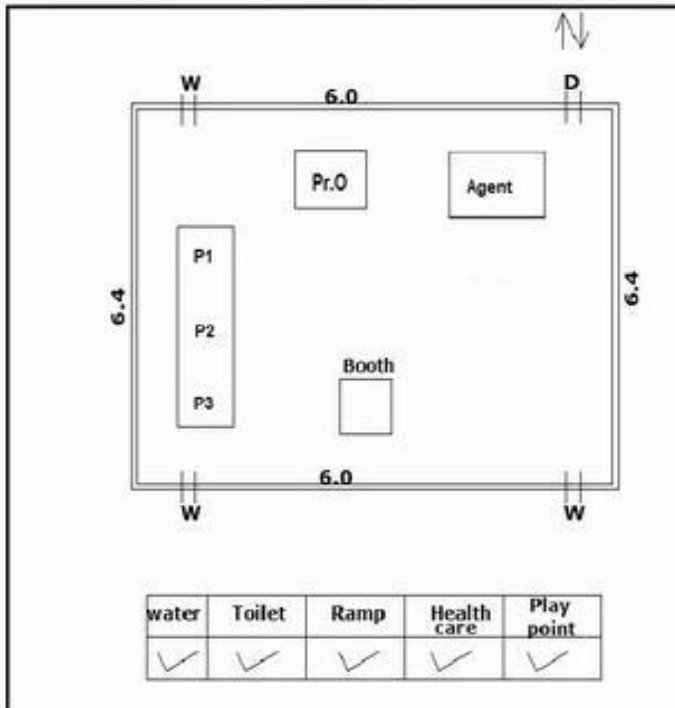 W
6.0
D
Pr.O
Agent
P1
6.4
6.4
P2
Booth
P3
6.0
W
W
water Toilet Ramp Health care Play point